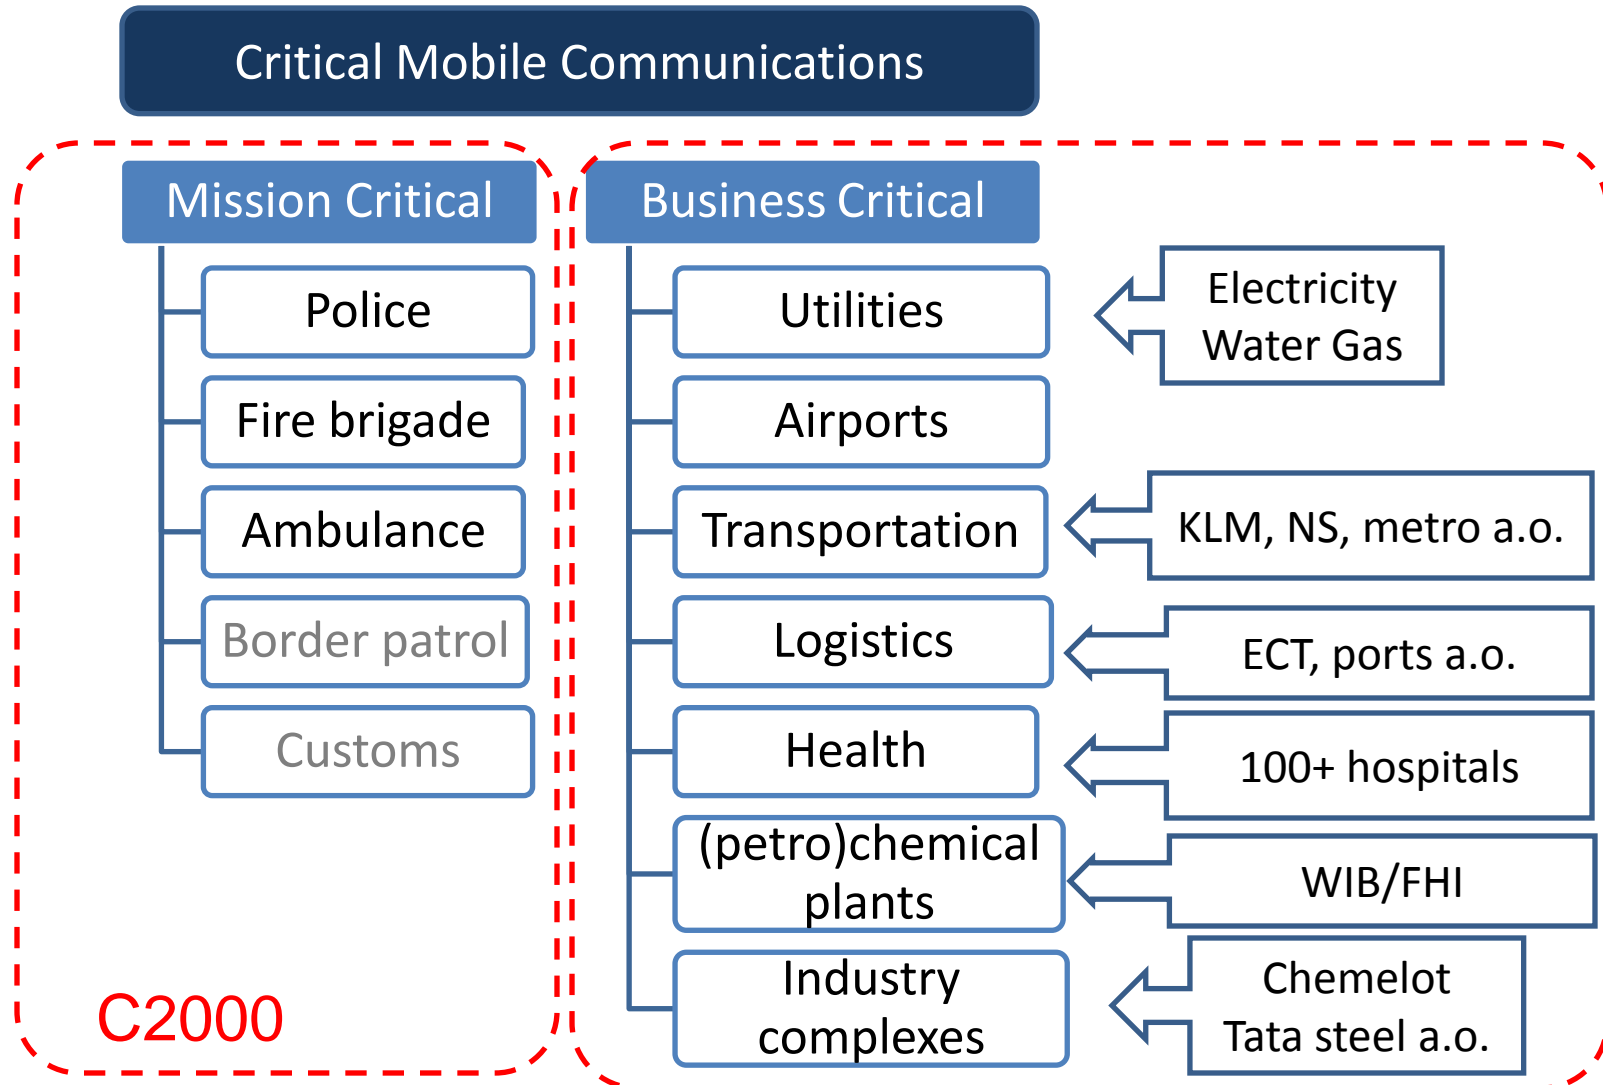 Critical Mobile Communications
Mission Critical
Police
Fire brigade
Ambulance
Border patrol
Customs
C2000
Business Critical
Utilities
Electricity
Water Gas
Airports
Transportation
KLM, NS, metro a.o.
Logistics
ECT, ports a.o.
Health
100+ hospitals
(petro)chemical
plants
WIB/FHI
Industry
complexes
Chemelot
Tata steel a.o.